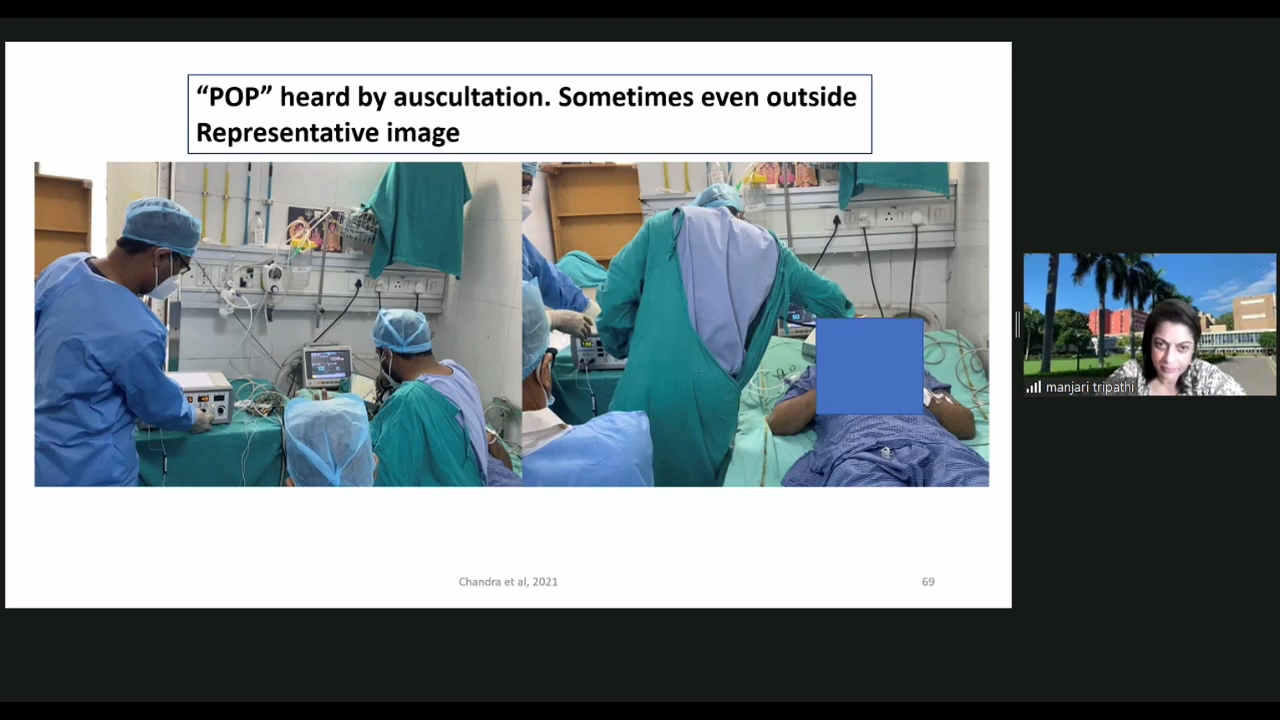 “POP” heard by auscultation. Sometimes even outside
Representative image
Chandra et al, 2021
69
manjari tripathi